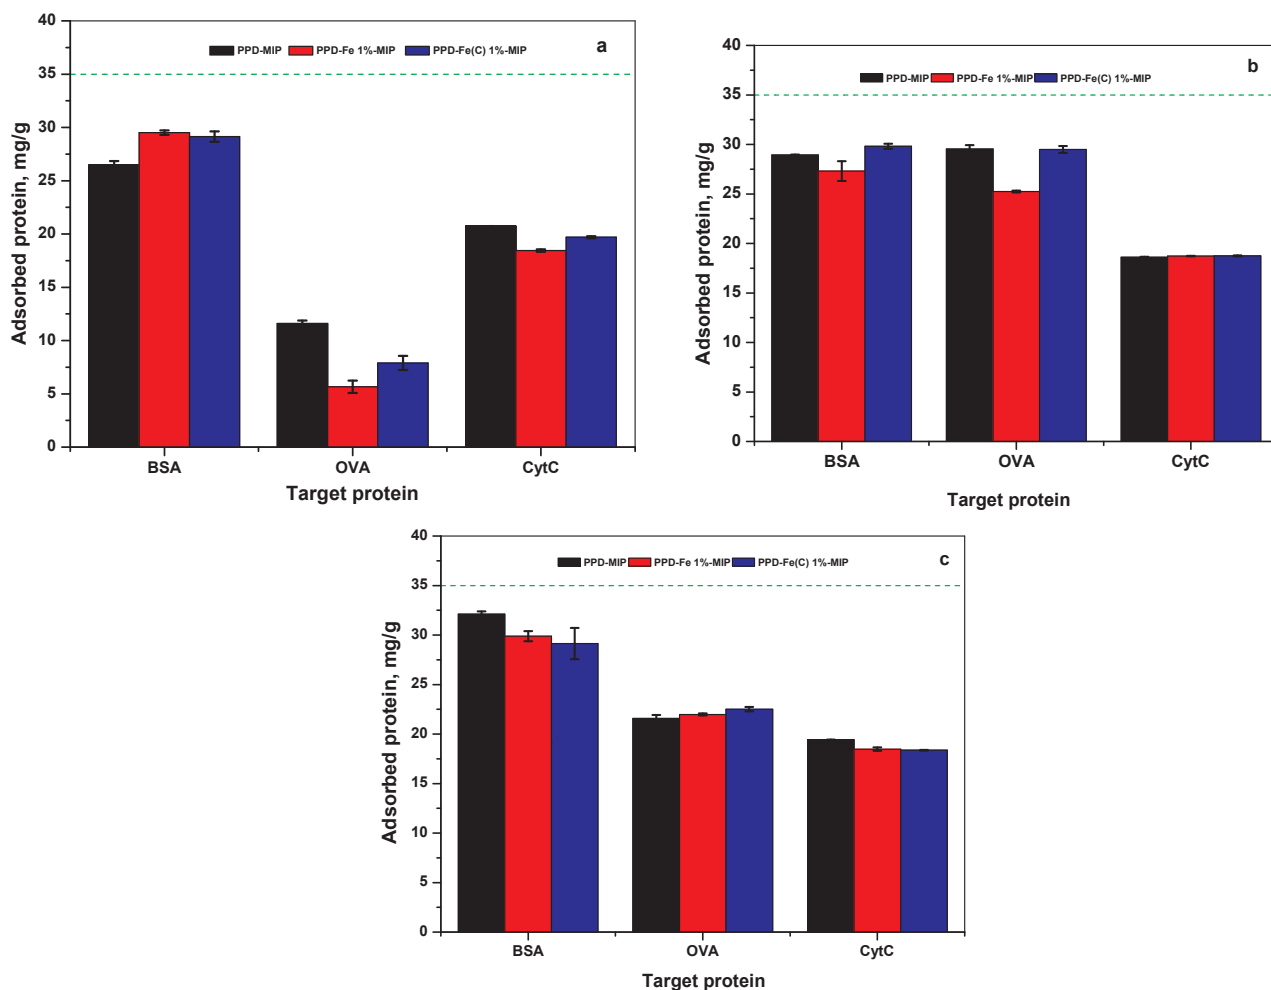 40
35
30
25
20
15
10
5
0
Adsorbed protein, mg/g
PPD-MIP PPD-Fe 1%-MIP PPD-Fe(C) 1%-MIP
a
BSA OVA CytC
Target protein
40
35
30
25
20
15
10
5
0
Adsorbed protein, mg/g
PPD-MIP PPD-Fe 1%-MIP PPD-Fe(C) 1%-MIP
b
BSA OVA CytC
Target protein
40
35
30
25
20
15
10
5
0
Adsorbed protein, mg/g
PPD-MIP PPD-Fe 1%-MIP PPD-Fe(C) 1%-MIP
c
BSA OVA CytC
Target protein